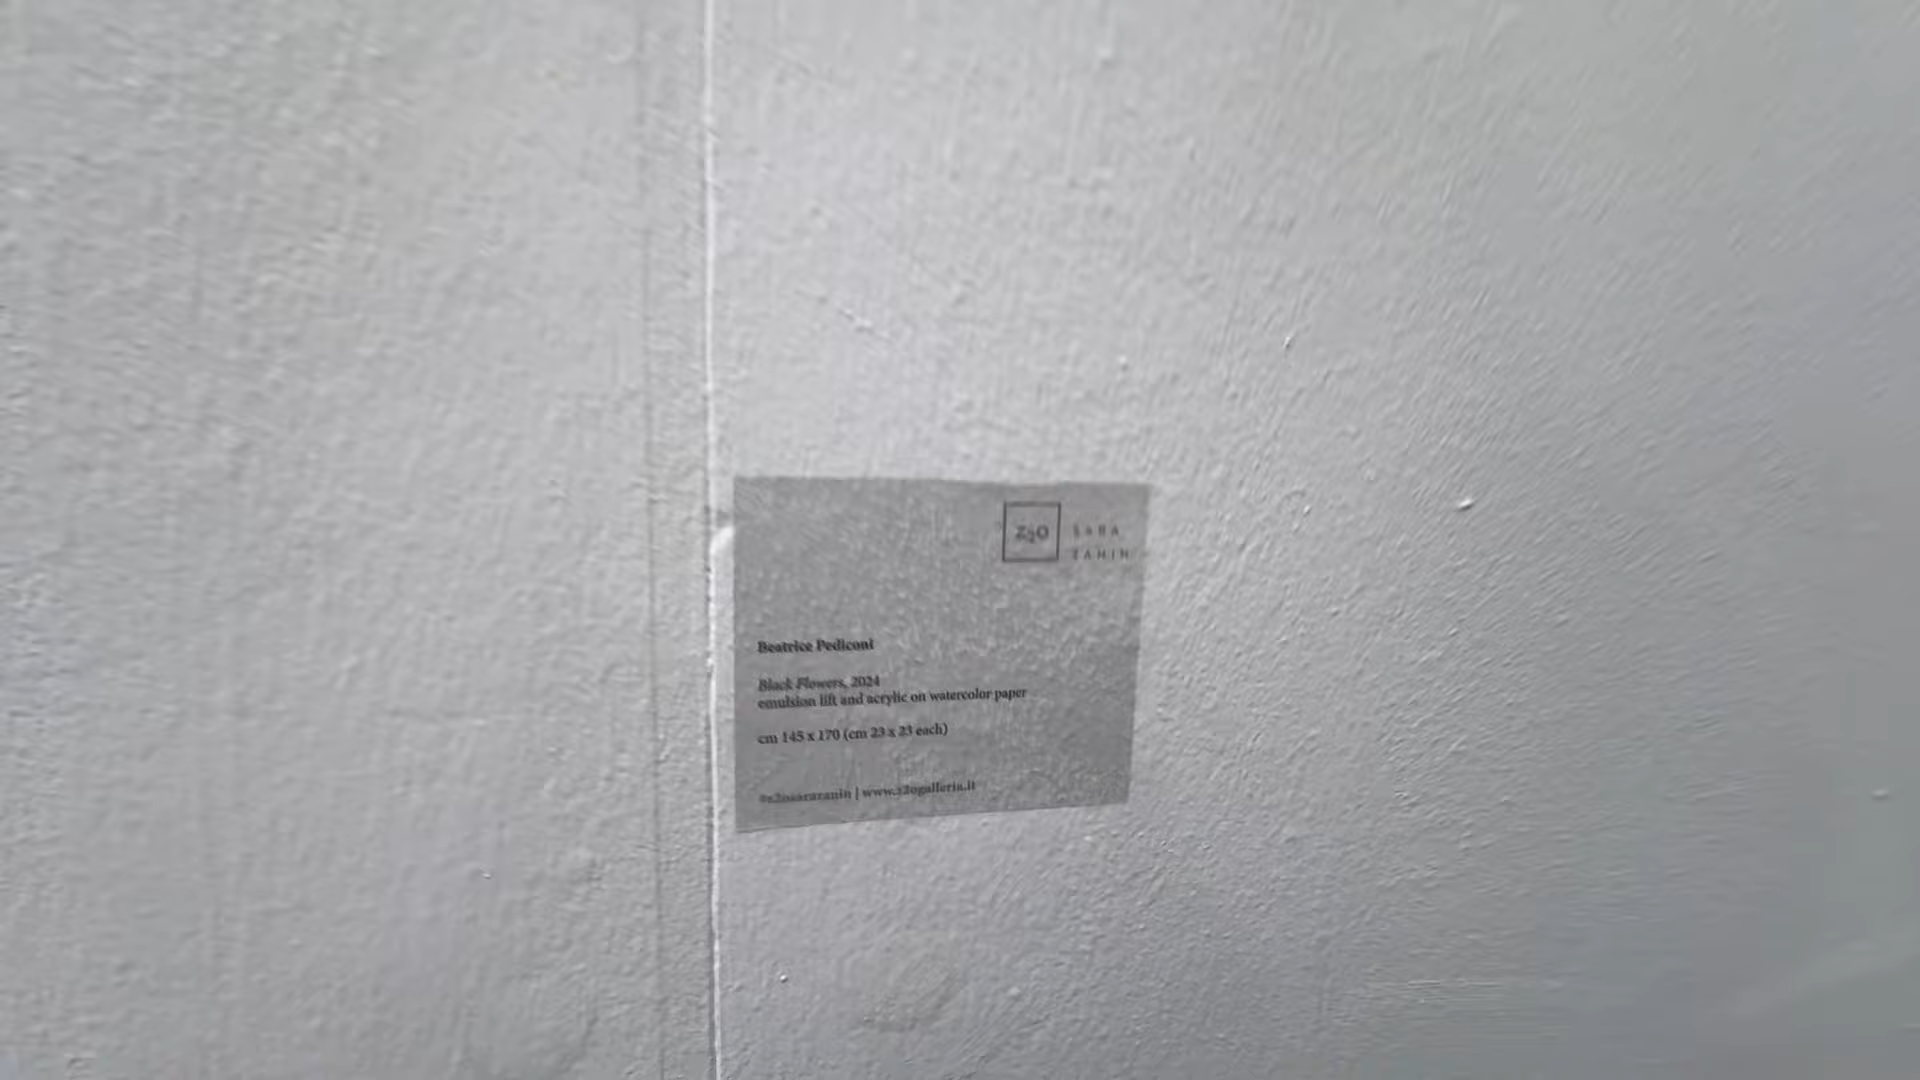 Z2O
SARA
ZANIN
Beatrice Pediconi
Black Flowers, 2024
emulsion lift and acrylic on watercolor paper
cm 145 x 170 (cm 23 x 23 each)
@z2osarazanin | www.z2ogalleria.it